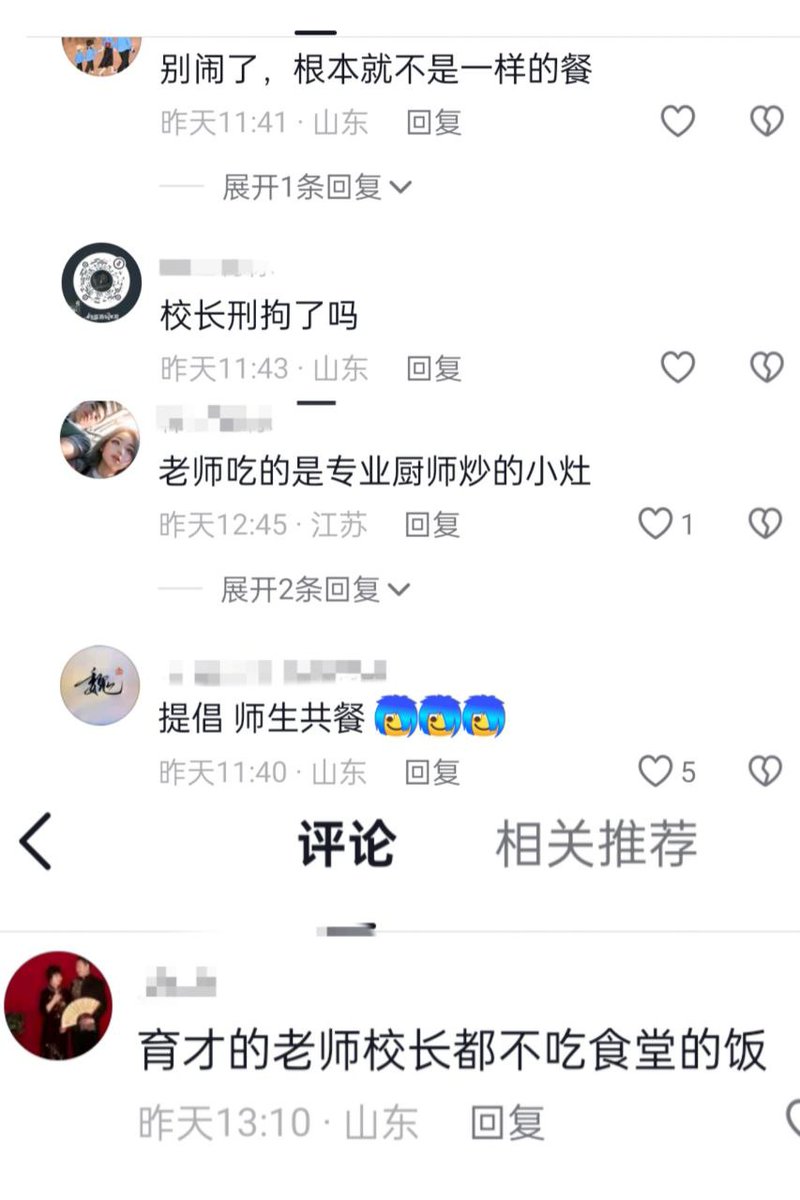 别闹了，根本就不是一样的餐
昨天11:41 · 山东 回复
展开1条回复
校长刑拘了吗
昨天11:43 · 山东 回复
老师吃的是专业厨师炒的小灶
昨天12:45 · 江苏 回复 1
展开2条回复
魏
提倡 师生共餐
昨天11:40 · 山东 回复 5
评论 相关推荐
育才的老师校长都不吃食堂的饭
昨天13:10 · 山东 回复